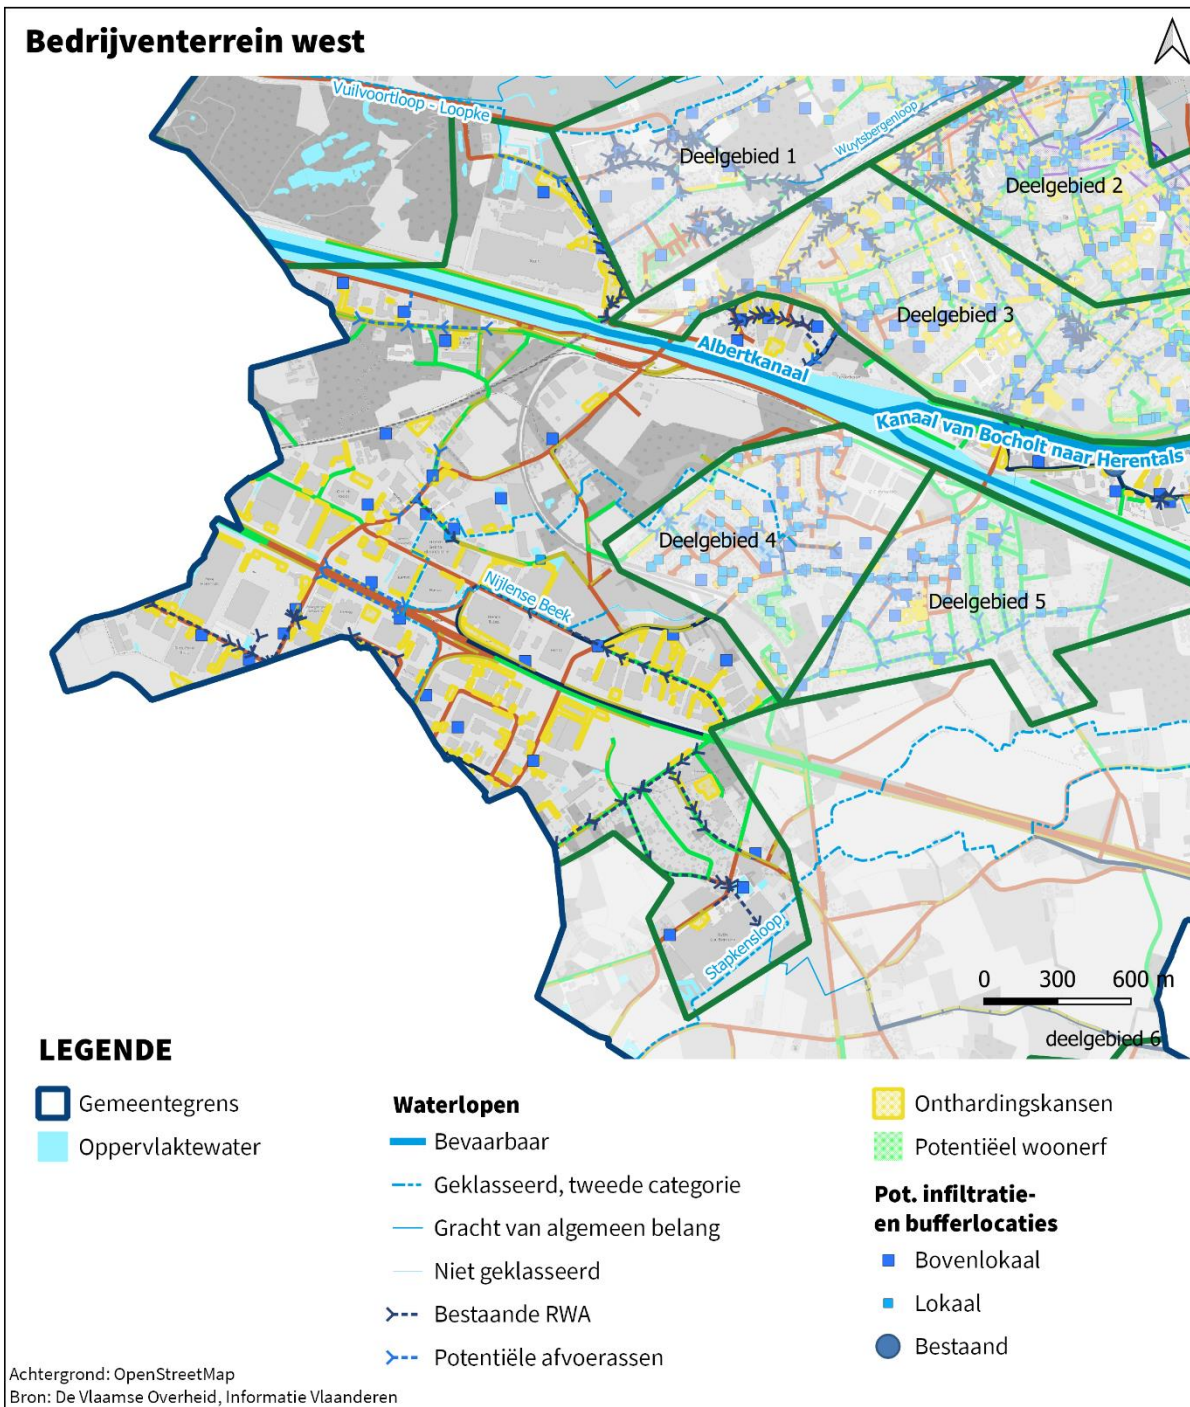 Bedrijventerrein west
Vuilvoortloop - Loopke
Wuytsbergenloop
Deelgebied 1
Deelgebied 2
Deelgebied 3
Albertkanaal
Kanaal van Bocholt naar Herentals
Deelgebied 4
Nijlense Beek
Deelgebied 5
Stapkensloop
0 300 600 m
deelgebied 6
LEGENDE
Gemeentegrens
Oppervlaktewater
Waterlopen
Bevaarbaar
Geklasseerd, tweede categorie
Gracht van algemeen belang
Niet geklasseerd
Bestaande RWA
Potentiële afvoerassen
Onthardingskansen
Potentiëel woonerf
Pot. infiltratie-
en bufferlocaties
Bovenlokaal
Lokaal
Bestaand
Achtergrond: OpenStreetMap
Bron: De Vlaamse Overheid, Informatie Vlaanderen